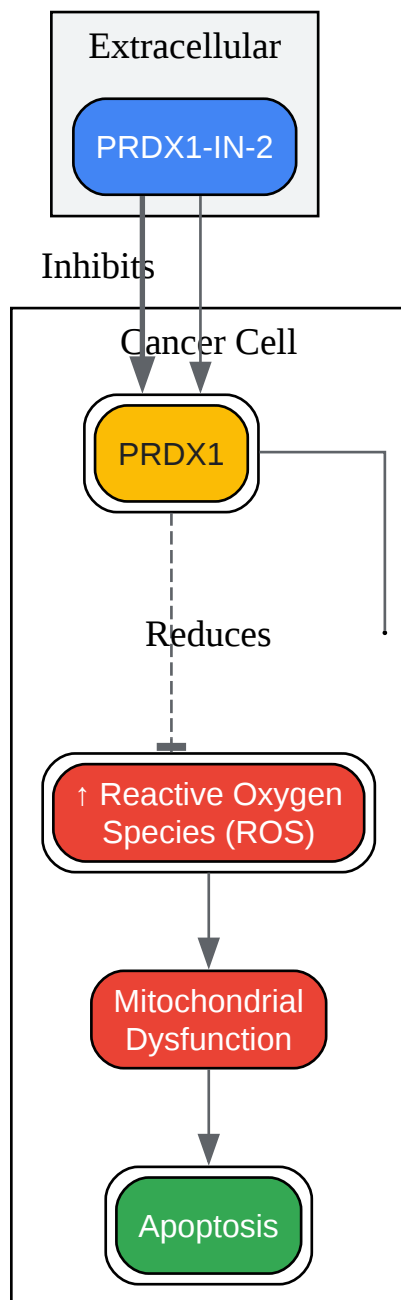 Extracellular
PRDX1-IN-2
Inhibits
Cancer Cell
PRDX1
Reduces
↑ Reactive Oxygen
Species (ROS)
Mitochondrial
Dysfunction
Apoptosis